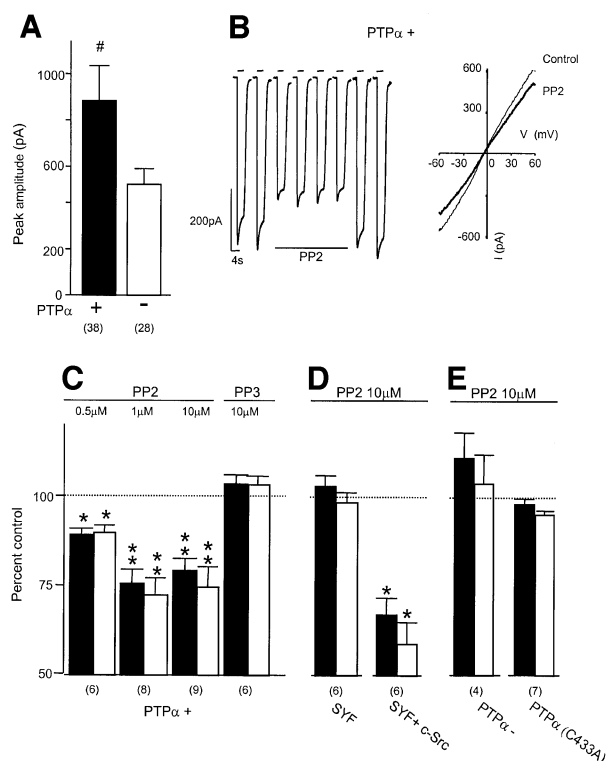 A
#
1000
600
200
0
Peak amplitude (pA)
PTPα + -
(38) (28)
B
PTPα +
200pA
4s
PP2
600
Control
PP2
300
V (mV)
-60 -30 0 30 60
-600
I (pA)
C
PP2 PP3
0.5µM 1µM 10µM 10µM
100
75
50
Percent control
* * * * * * * * * *
(6) (8) (9) (6)
PTPα +
D
PP2 10µM
* *
(6) (6)
SYF
SYF+ c-Src
E
PP2 10µM
(4) (7)
PTPα -
PTPα (C433A)